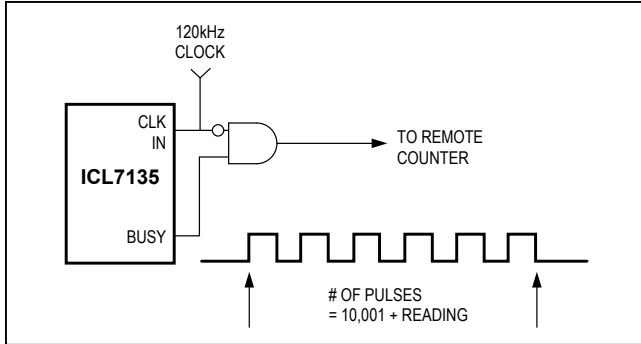 120kHz
CLOCK
CLK
IN
ICL7135
BUSY
TO REMOTE
COUNTER
# OF PULSES
= 10,001 + READING